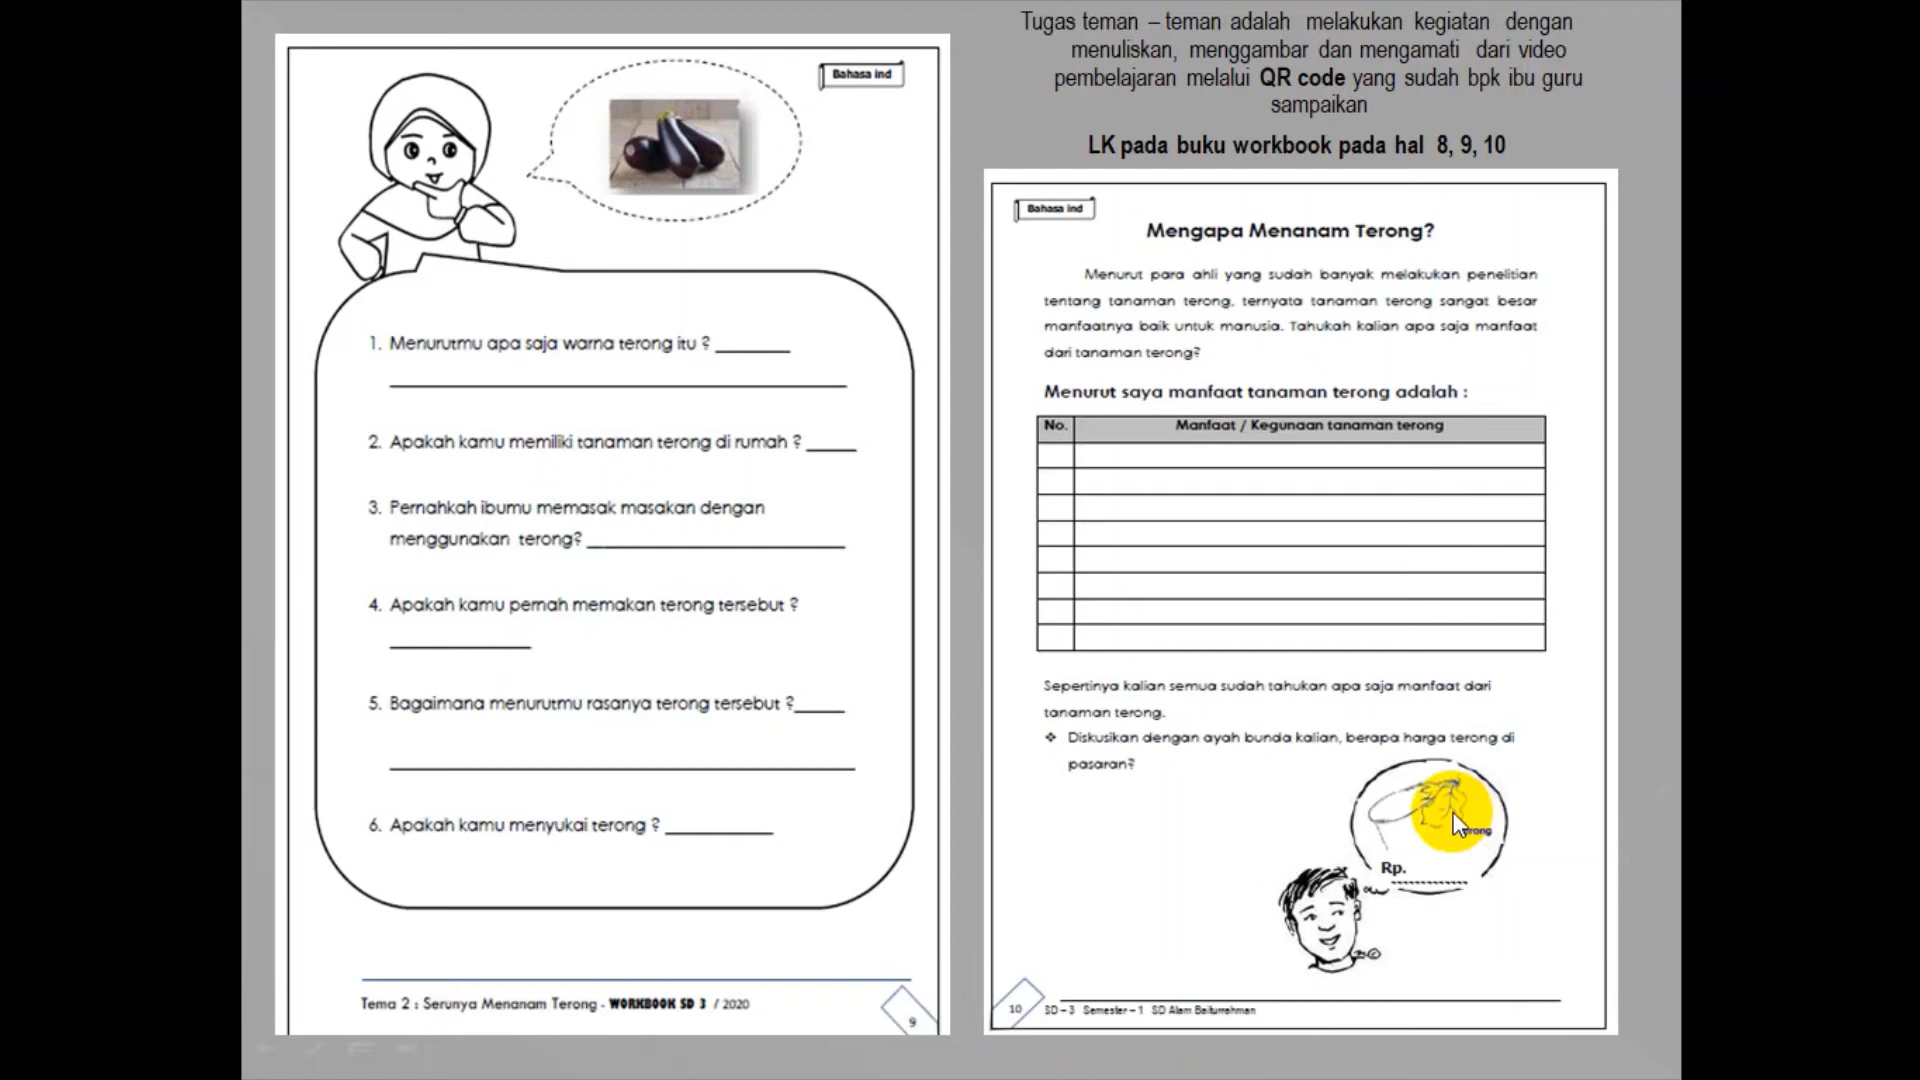 Tugas teman – teman adalah melakukan kegiatan dengan
menuliskan, menggambar dan mengamati dari video
pembelajaran melalui QR code yang sudah bpk ibu guru
sampaikan
LK pada buku workbook pada hal 8, 9, 10
Bahasa ind
1. Menurutmu apa saja warna terong itu ? ________
2. Apakah kamu memiliki tanaman terong di rumah ? _____
3. Pernahkah ibumu memasak masakan dengan
menggunakan terong? ________
4. Apakah kamu pernah memakan terong tersebut ?
5. Bagaimana menurutmu rasanya terong tersebut ?_____
6. Apakah kamu menyukai terong ? ________
Tema 2 : Serunya Menanam Terong - WORKBOOK SD 3 / 2020
9
Bahasa ind
Mengapa Menanam Terong?
Menurut para ahli yang sudah banyak melakukan penelitian
tentang tanaman terong, ternyata tanaman terong sangat besar
manfaatnya baik untuk manusia. Tahukah kalian apa saja manfaat
dari tanaman terong?
Menurut saya manfaat tanaman terong adalah :
No. Manfaat / Kegunaan tanaman terong
Sepertinya kalian semua sudah tahukan apa saja manfaat dari
tanaman terong.
❖ Diskusikan dengan ayah bunda kalian, berapa harga terong di
pasaran?
Rp. ------------
10
SD – 3 Semester – 1 SD Alam Baiturrahman